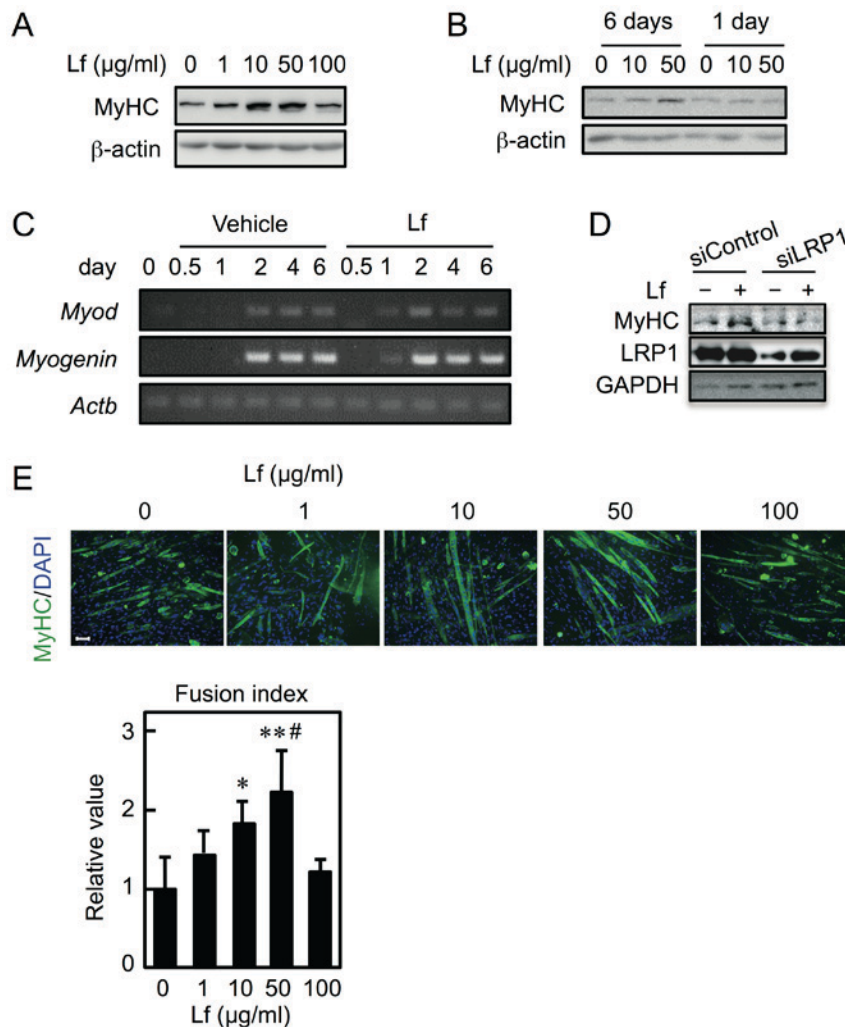 A
Lf (μg/ml) 0 1 10 50 100
MyHC
β-actin
B
6 days 1 day
Lf (μg/ml) 0 10 50 0 10 50
MyHC
β-actin
C
Vehicle Lf
day 0 0.5 1 2 4 6 0.5 1 2 4 6
Myod
Myogenin
Actb
D
siControl siLRP1
Lf – + – +
MyHC
LRP1
GAPDH
E
Lf (μg/ml)
0 1 10 50 100
MyHC/DAPI
Fusion index
Relative value
3
2
1
0
*
**#
0 1 10 50 100
Lf (μg/ml)